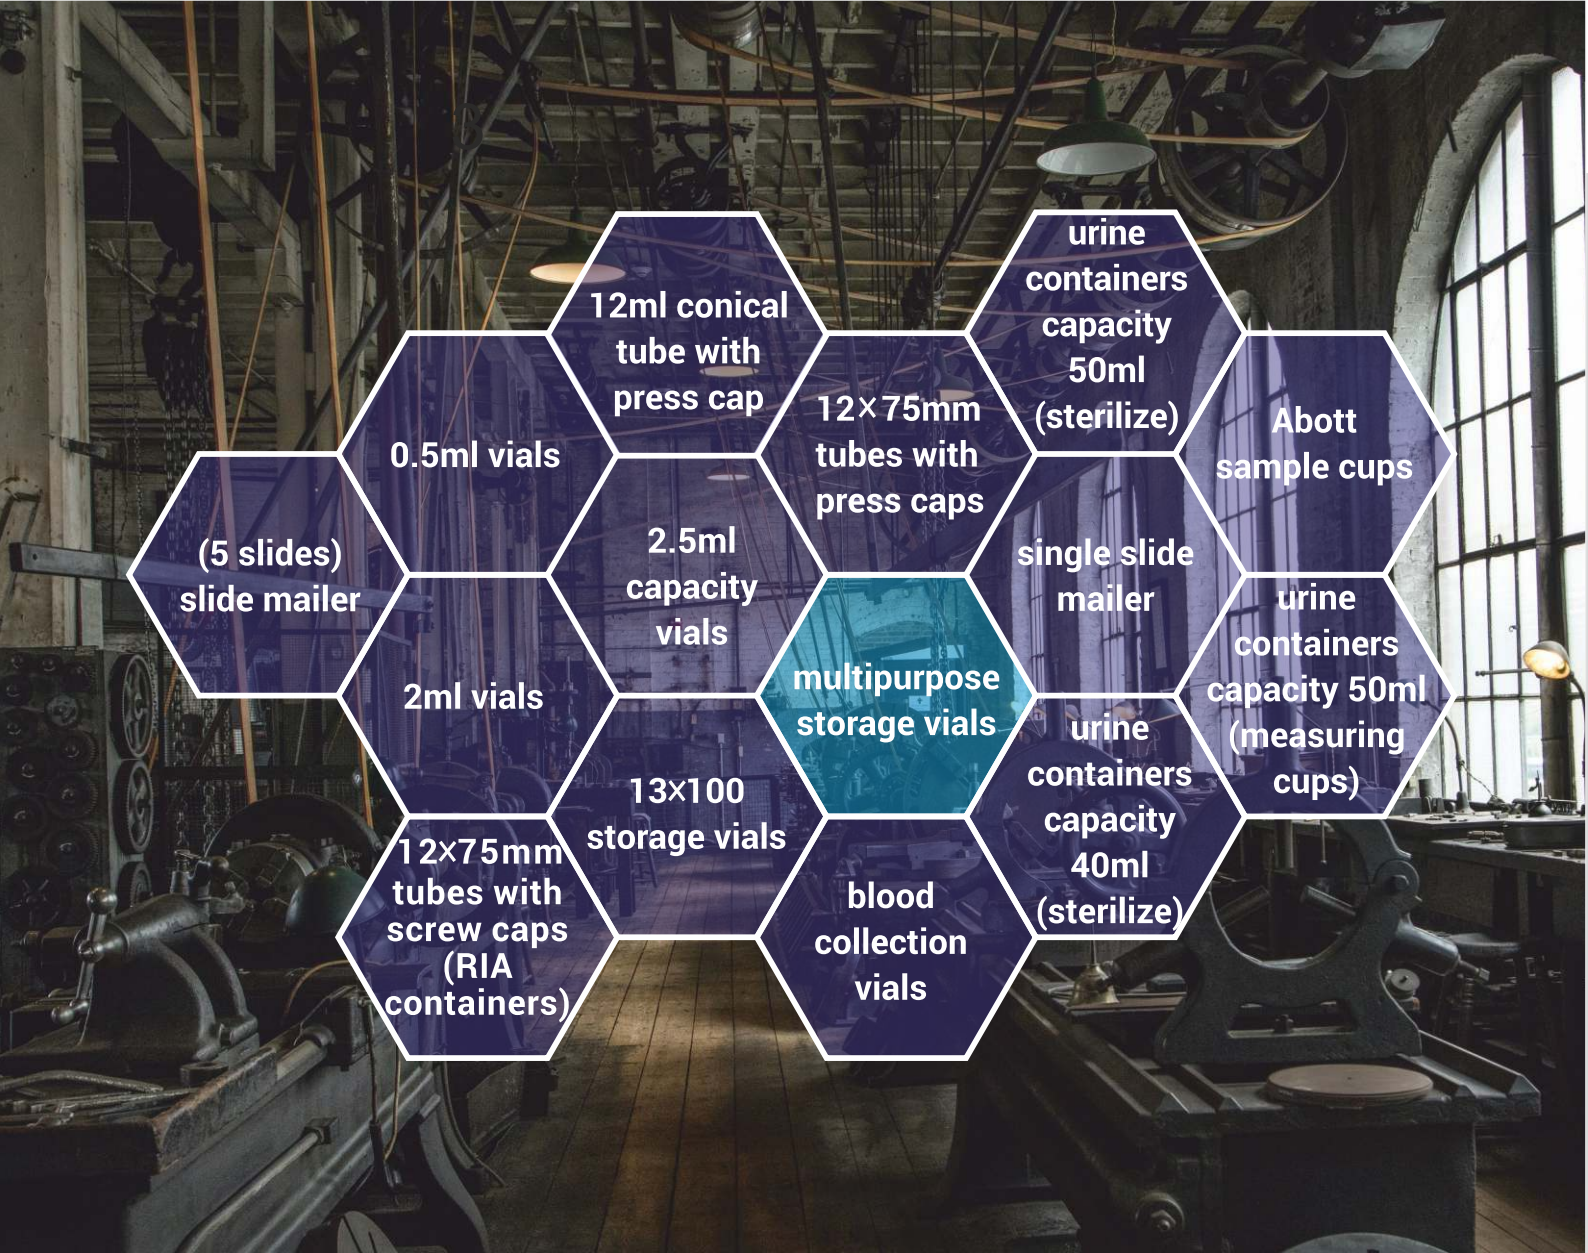 urine
containers
capacity
50ml
(sterilize)
12ml conical
tube with
press cap
12×75mm
tubes with
press caps
Abott
sample cups
0.5ml vials
(5 slides)
slide mailer
2.5ml
capacity
vials
single slide
mailer
urine
containers
capacity 50ml
(measuring
cups)
2ml vials
multipurpose
storage vials
urine
containers
capacity
40ml
(sterilize)
13×100
storage vials
12×75mm
tubes with
screw caps
(RIA
containers)
blood
collection
vials